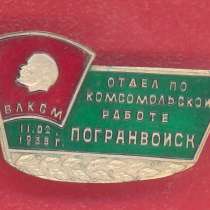 ВЛКСМ
11.02.
1938 г.
ОТДЕЛ ПО
КОМСОМОЛЬСКОЙ
РАБОТЕ
ПОГРАНВОЙСК